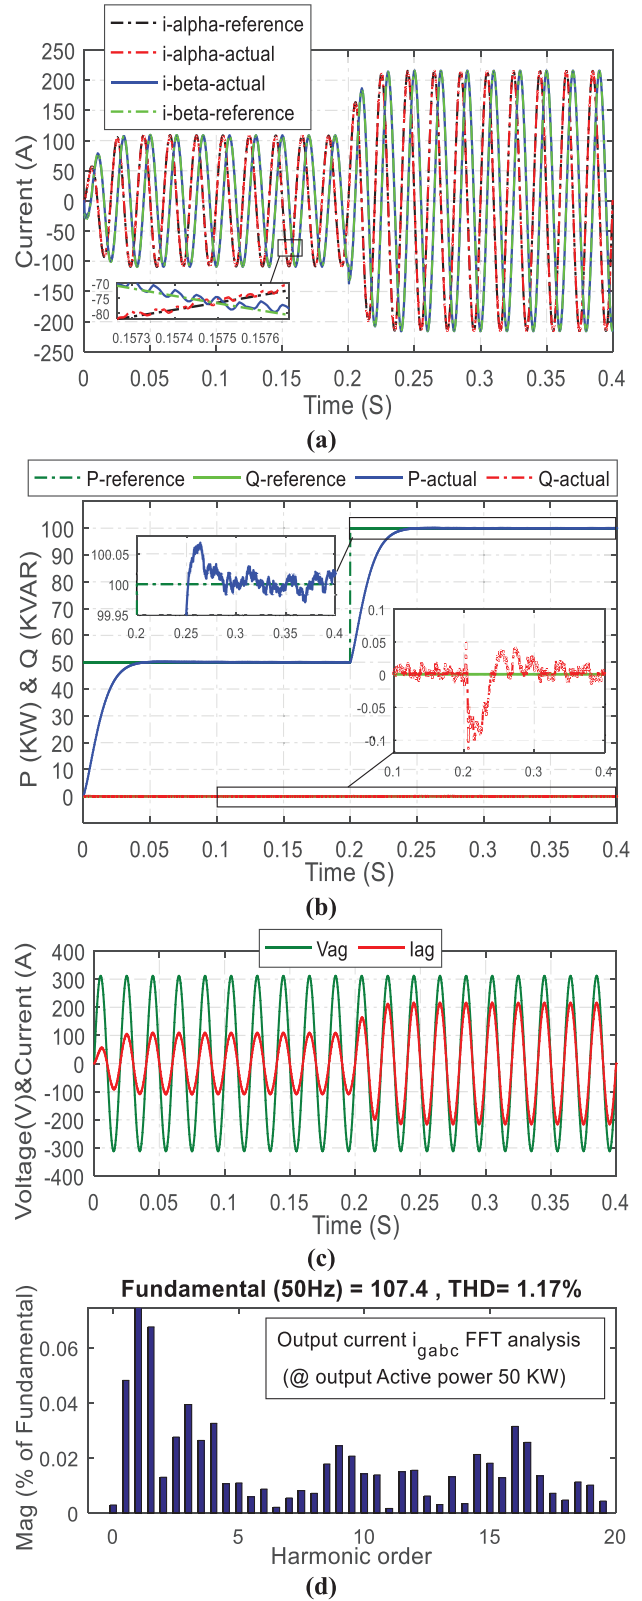 i-alpha-reference
i-alpha-actual
i-beta-actual
i-beta-reference
250
200
150
100
50
0
-50
-100
-150
-200
-250
Current (A)
-70
-75
-80
0.1573 0.1574 0.1575 0.1576
0 0.05 0.1 0.15 0.2 0.25 0.3 0.35 0.4
Time (S)
(a)
P-reference Q-reference P-actual Q-actual
100
90
80
70
60
50
40
30
20
10
0
P (KW) & Q (KVAR)
100.05
100
99.95
0.2 0.25 0.3 0.35 0.4
0.1
0.05
0
-0.05
-0.1
0.1 0.2 0.3 0.4
0 0.05 0.1 0.15 0.2 0.25 0.3 0.35 0.4
Time (S)
(b)
Vag Iag
400
300
200
100
0
-100
-200
-300
-400
Voltage(V)&Current (A)
0 0.05 0.1 0.15 0.2 0.25 0.3 0.35 0.4
Time (S)
(c)
Fundamental (50Hz) = 107.4 , THD= 1.17%
0.06
0.04
0.02
0
Mag (% of Fundamental)
Output current i gabc FFT analysis
(@ output Active power 50 KW)
0 5 10 15 20
Harmonic order
(d)